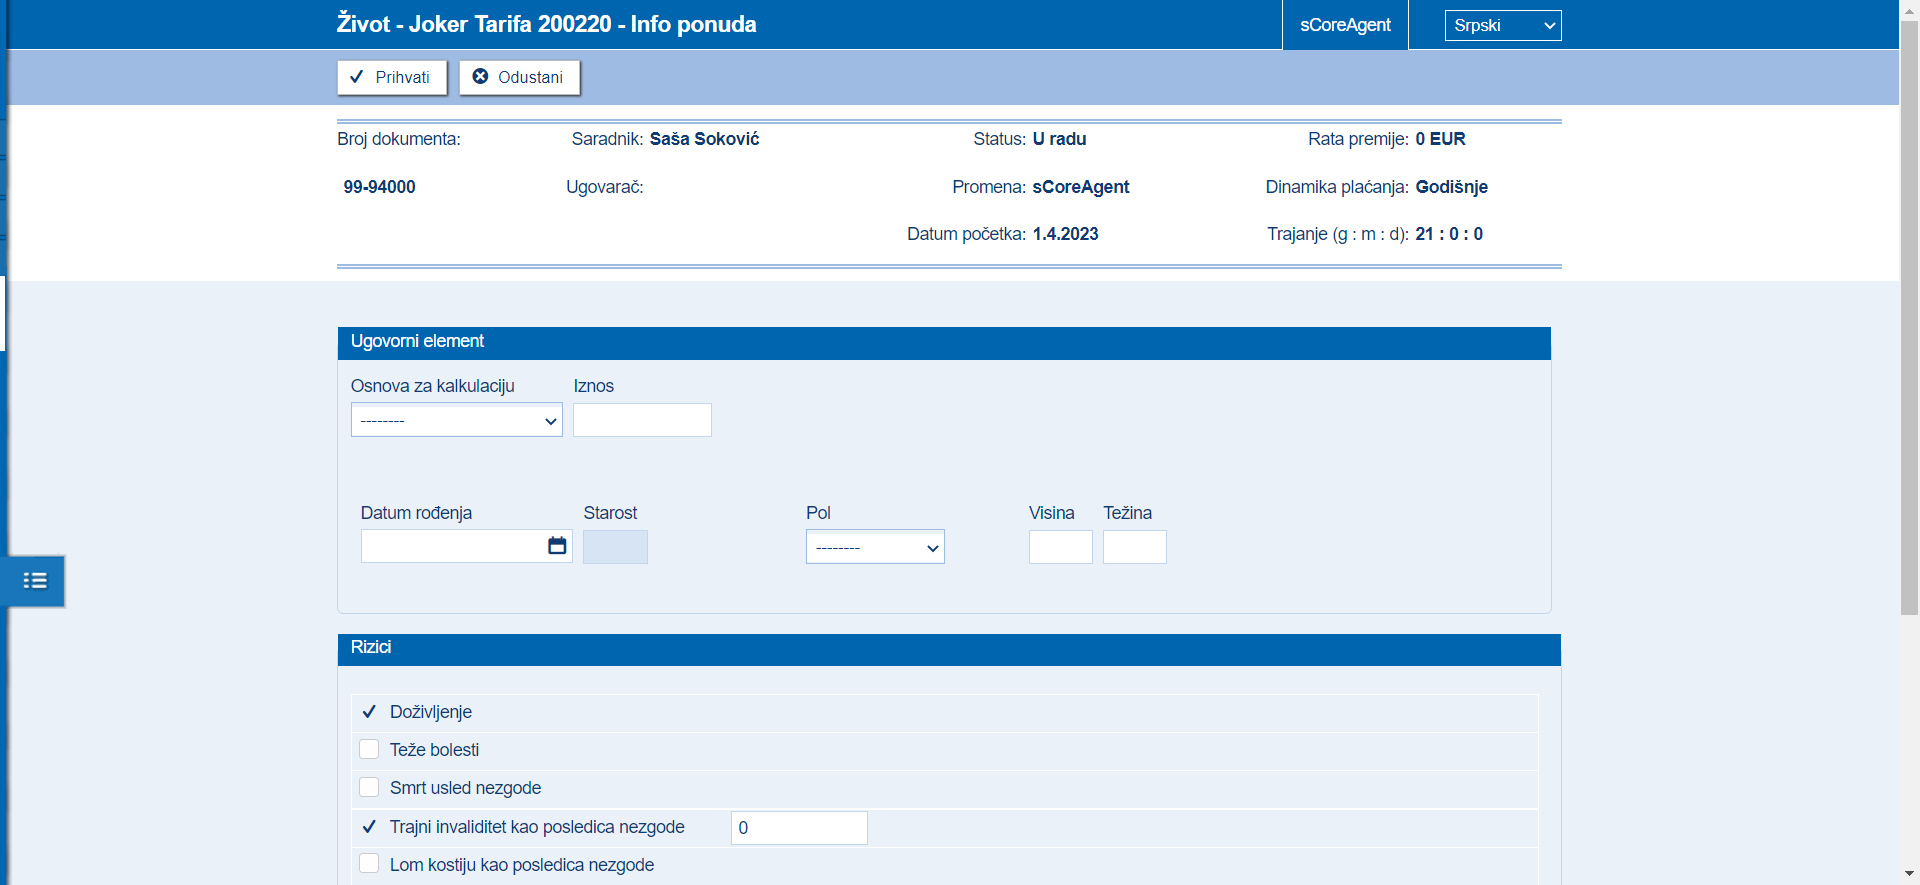 Život - Joker Tarifa 200220 - Info ponuda
sCoreAgent
Srpski
Prihvati
Odustani
Broj dokumenta:
Saradnik: Saša Soković
Status: U radu
Rata premije: 0 EUR
99-94000
Ugovarač:
Promena: sCoreAgent
Dinamika plaćanja: Godišnje
Datum početka: 1.4.2023
Trajanje (g : m : d): 21 : 0 : 0
Ugovorni element
Osnova za kalkulaciju
Iznos
--------
Datum rođenja
Starost
Pol
Visina
Težina
--------
Rizici
Doživljenje
Teže bolesti
Smrt usled nezgode
Trajni invaliditet kao posledica nezgode
0
Lom kostiju kao posledica nezgode